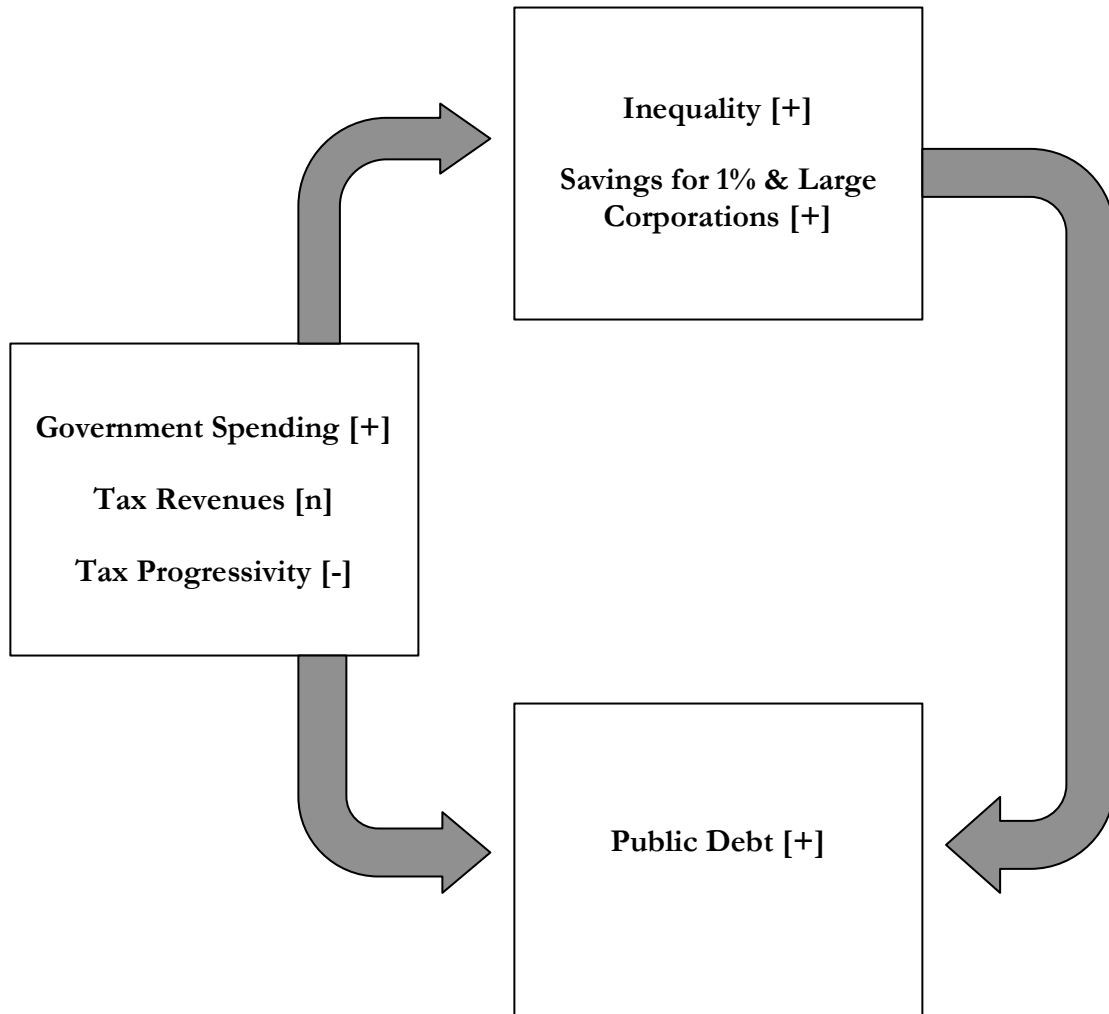 Inequality [+]
Savings for 1% & Large
Corporations [+]
Government Spending [+]
Tax Revenues [n]
Tax Progressivity [-]
Public Debt [+]